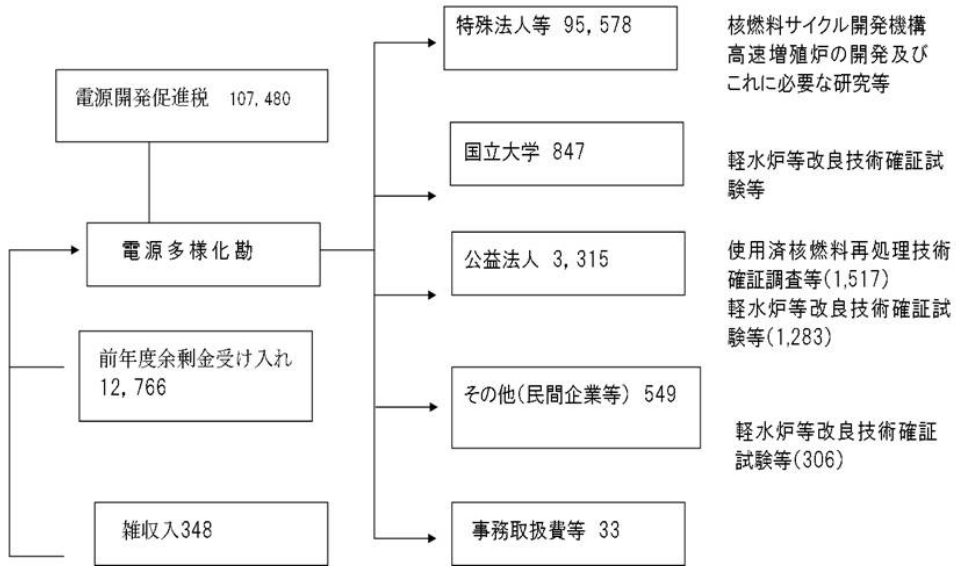 電源開発促進税 107,480
電源多様化勘
前年度余剰金受け入れ
12,766
雑収入348
特殊法人等 95,578
核燃料サイクル開発機構
高速増殖炉の開発及び
これに必要な研究等
国立大学 847
軽水炉等改良技術確証試
験等
公益法人 3,315
使用済核燃料再処理技術
確証調査等(1,517)
軽水炉等改良技術確証試
験等(1,283)
その他(民間企業等) 549
軽水炉等改良技術確証
試験等(306)
事務取扱費等 33